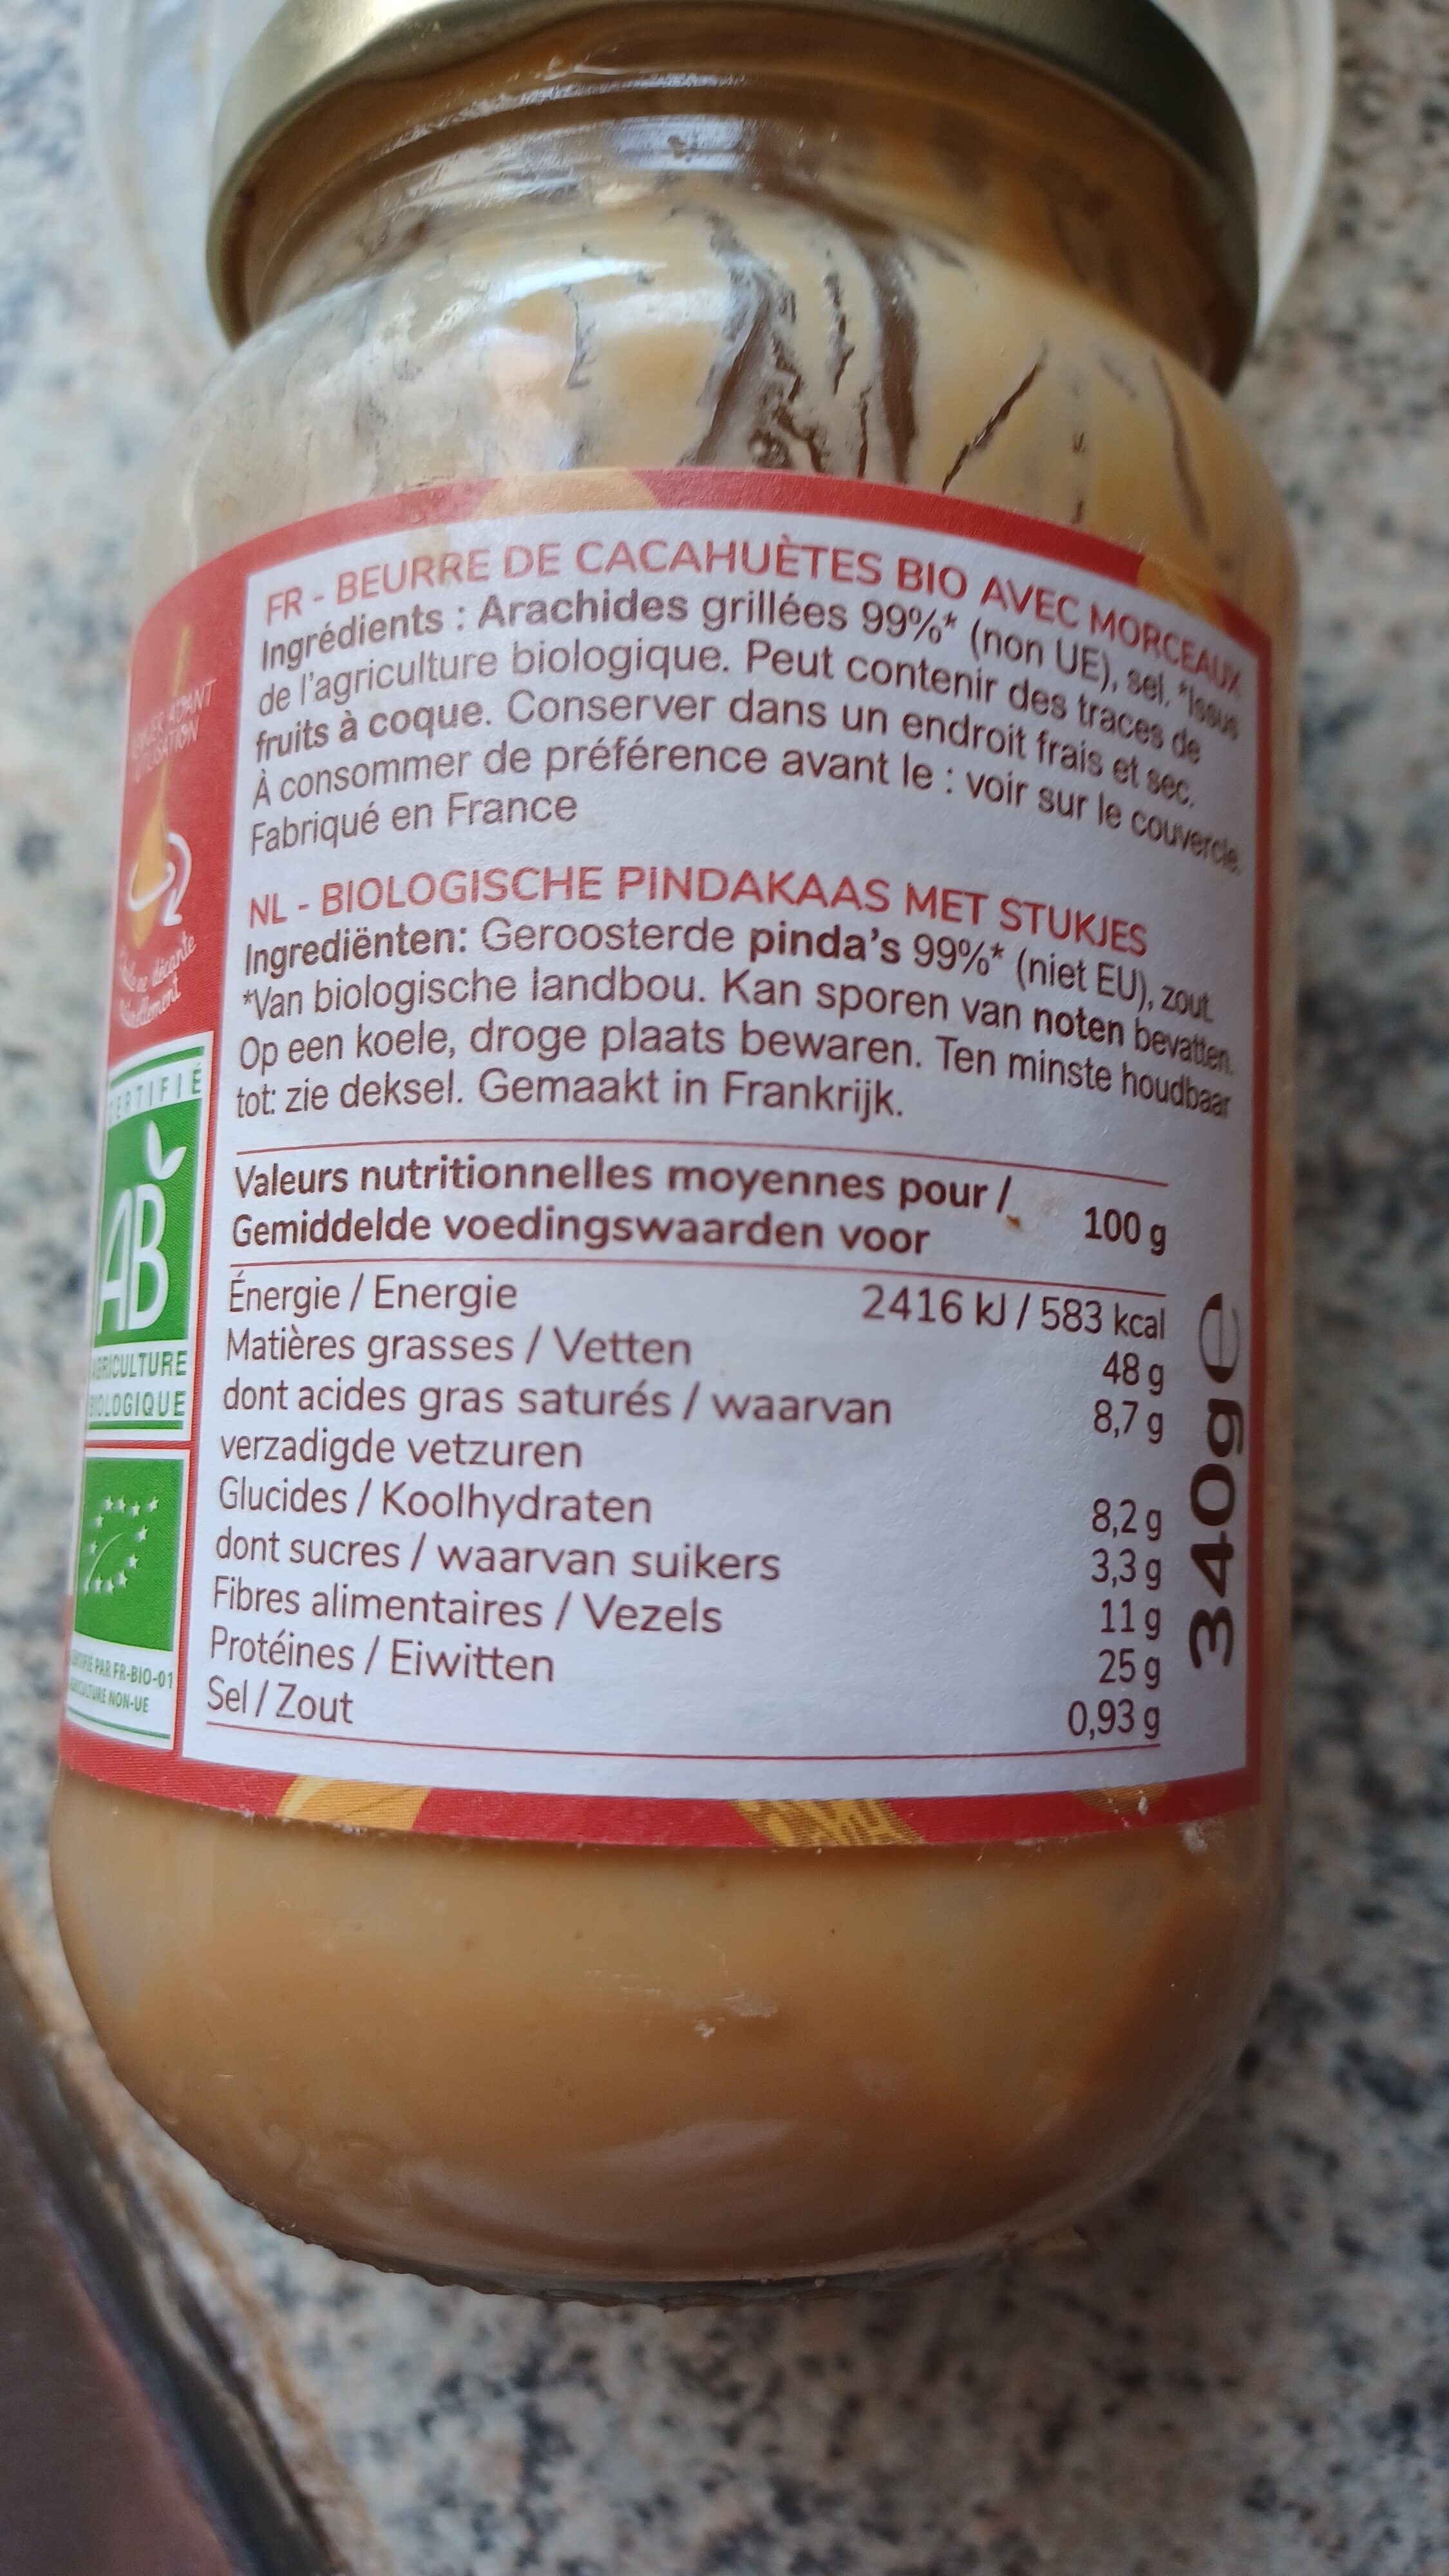 FR - BEURRE DE CACAHUÈTES BIO AVEC MORCEAUX
Ingrédients : Arachides grillées 99%* (non UE), sel. *Issus
de l'agriculture biologique. Peut contenir des traces de
fruits à coque. Conserver dans un endroit frais et sec.
À consommer de préférence avant le : voir sur le couvercle.
Fabriqué en France
NL - BIOLOGISCHE PINDAKAAS MET STUKJES
Ingrediënten: Geroosterde pinda's 99%* (niet EU), zout.
*Van biologische landbou. Kan sporen van noten bevatten.
Op een koele, droge plaats bewaren. Ten minste houdbaar
tot: zie deksel. Gemaakt in Frankrijk.
Valeurs nutritionnelles moyennes pour /
Gemiddelde voedingswaarden voor 100 g
Énergie / Energie 2416 kJ / 583 kcal
Matières grasses / Vetten 48 g
dont acides gras saturés / waarvan 8,7 g
verzadigde vetzuren
Glucides / Koolhydraten 8,2 g
dont sucres / waarvan suikers 3,3 g
Fibres alimentaires / Vezels 11 g
Protéines / Eiwitten 25 g
Sel / Zout 0,93 g
340g e
CERTIFIÉ
AB
AGRICULTURE
BIOLOGIQUE
PAR FR-BIO-01
NON-UE